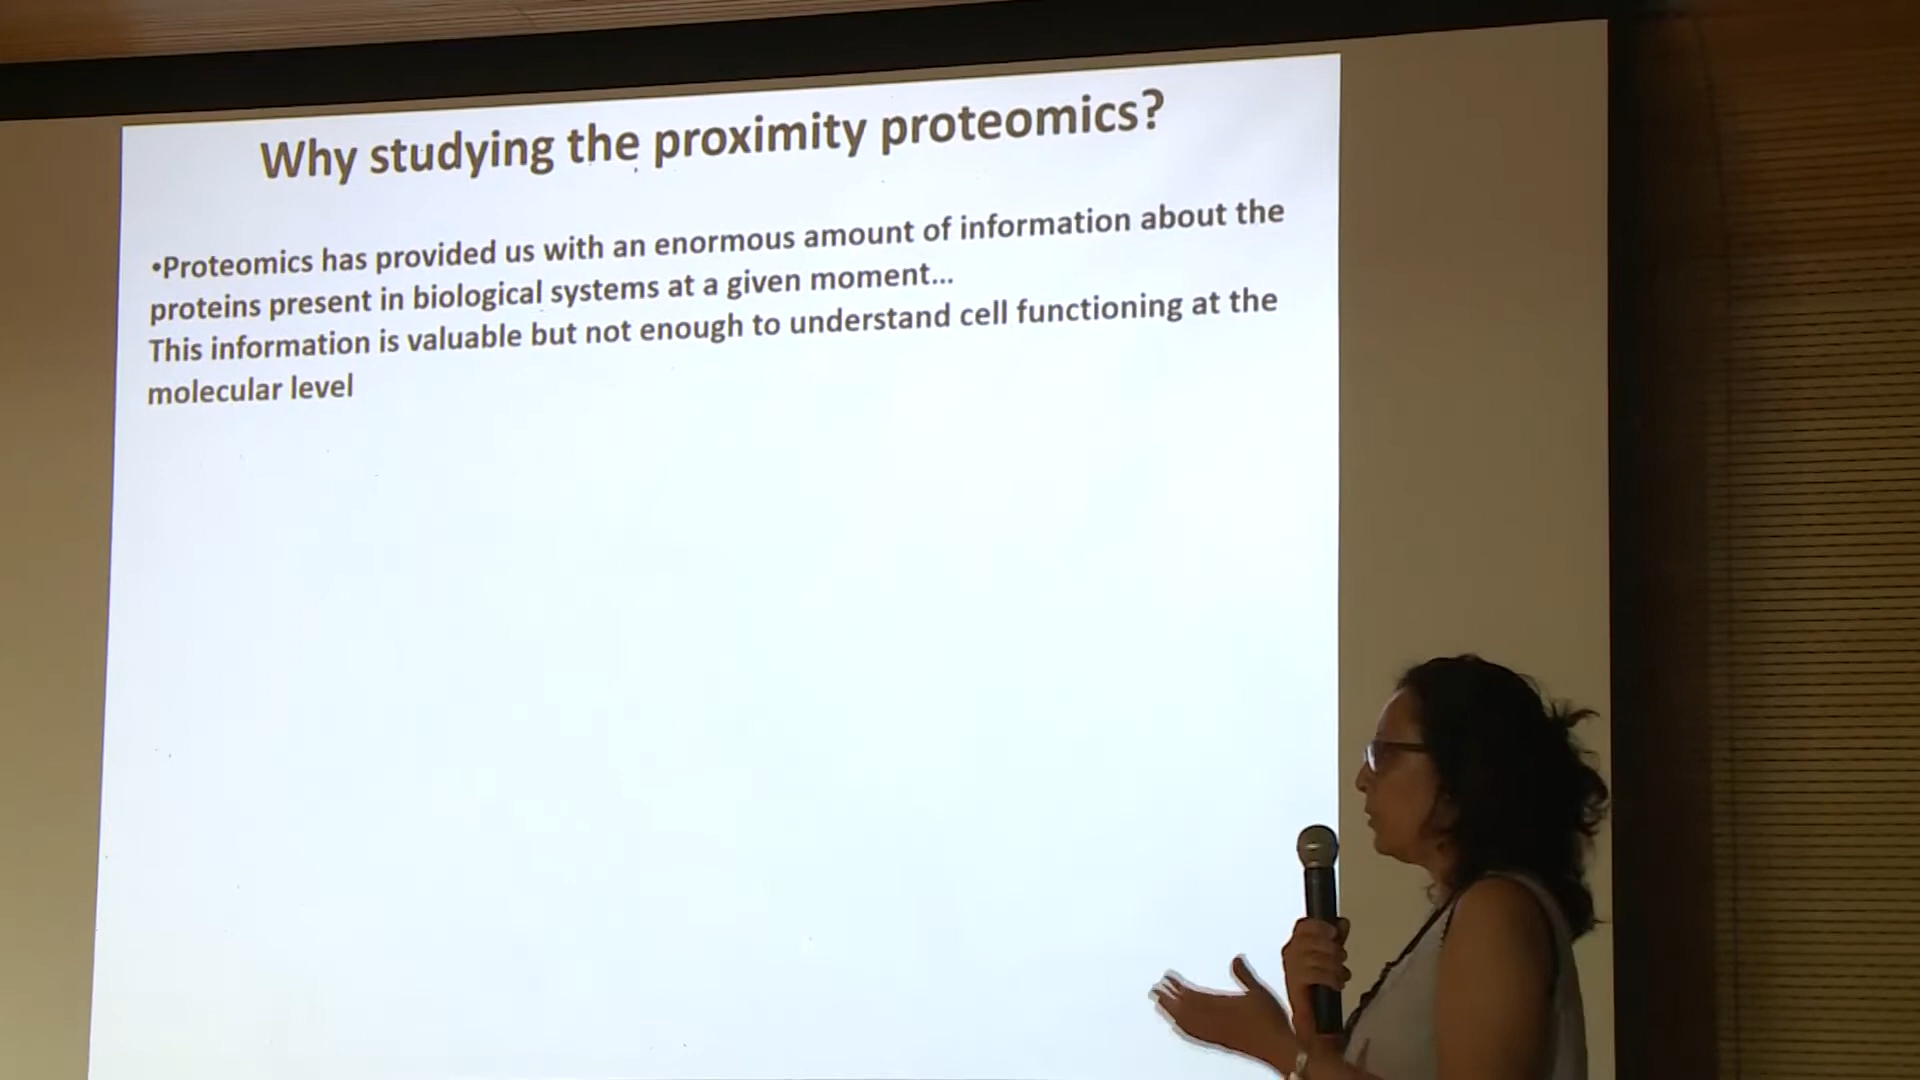 Why studying the proximity proteomics?
•Proteomics has provided us with an enormous amount of information about the
proteins present in biological systems at a given moment...
This information is valuable but not enough to understand cell functioning at the
molecular level